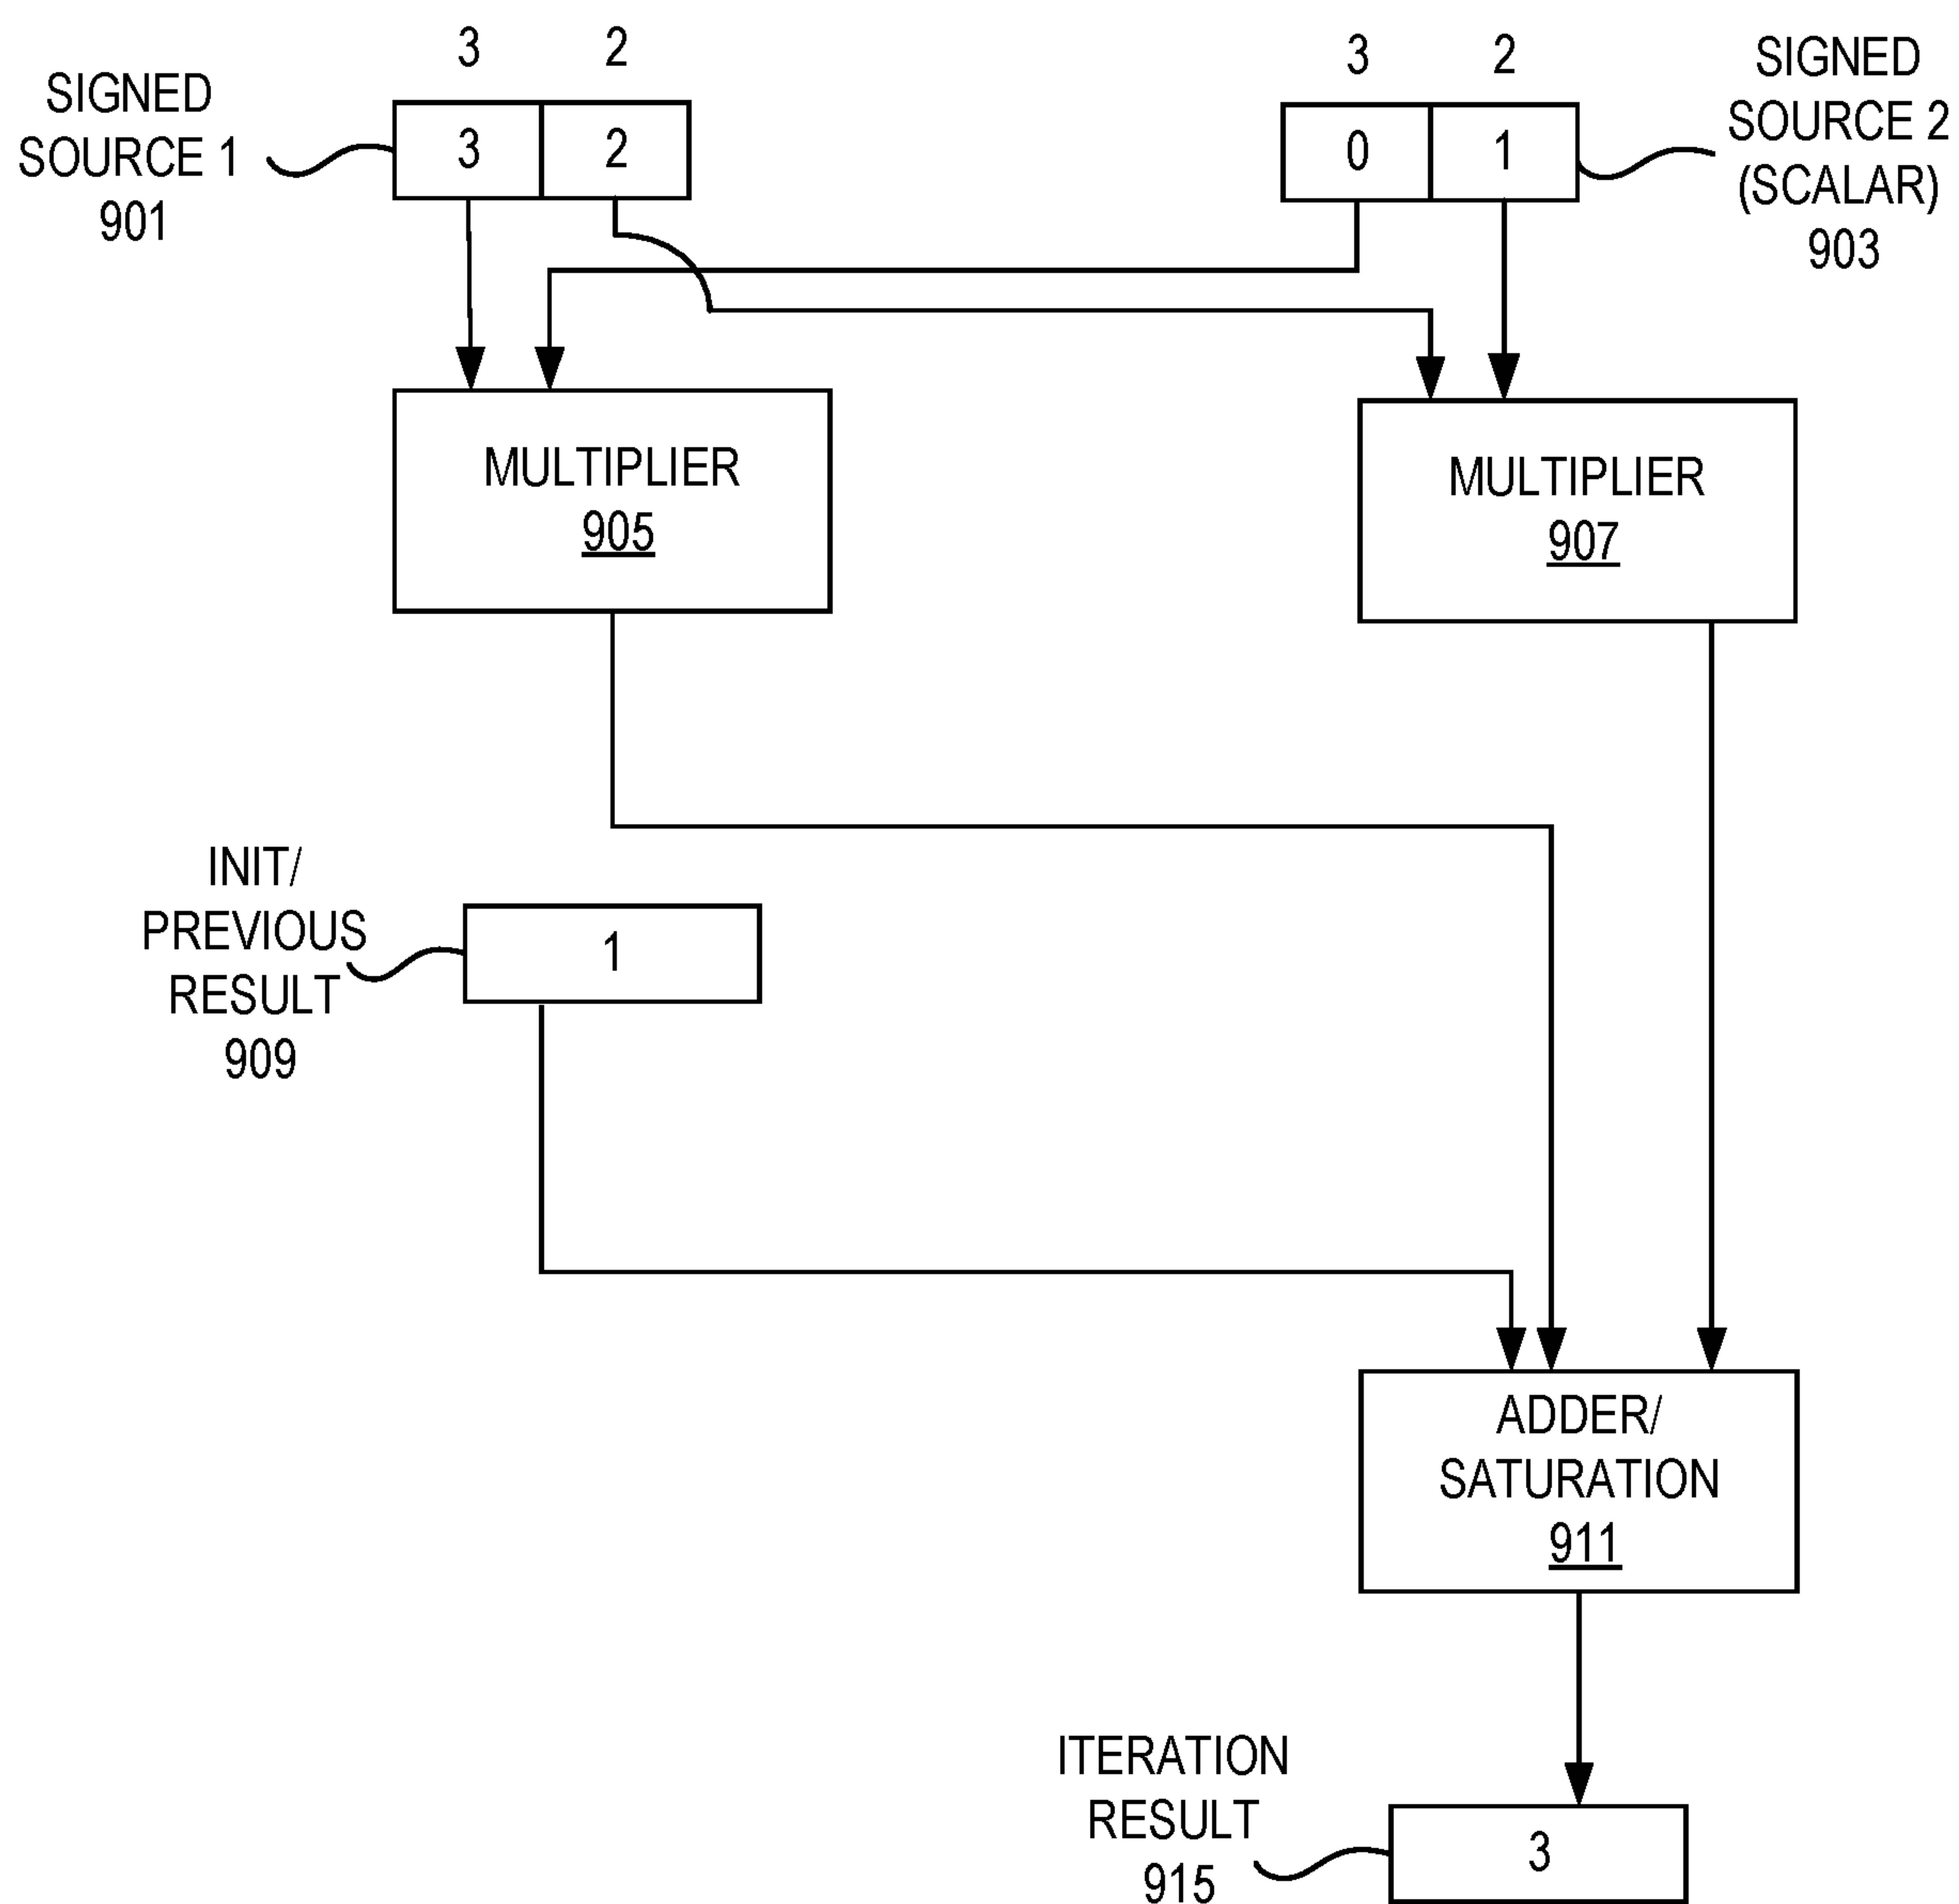 3 2
3 2
SIGNED
SOURCE 1
901
3 2
0 1
SIGNED
SOURCE 2
(SCALAR)
903
MULTIPLIER
905
MULTIPLIER
907
INIT/
PREVIOUS
RESULT
909
1
ADDER/
SATURATION
911
ITERATION
RESULT
915
3